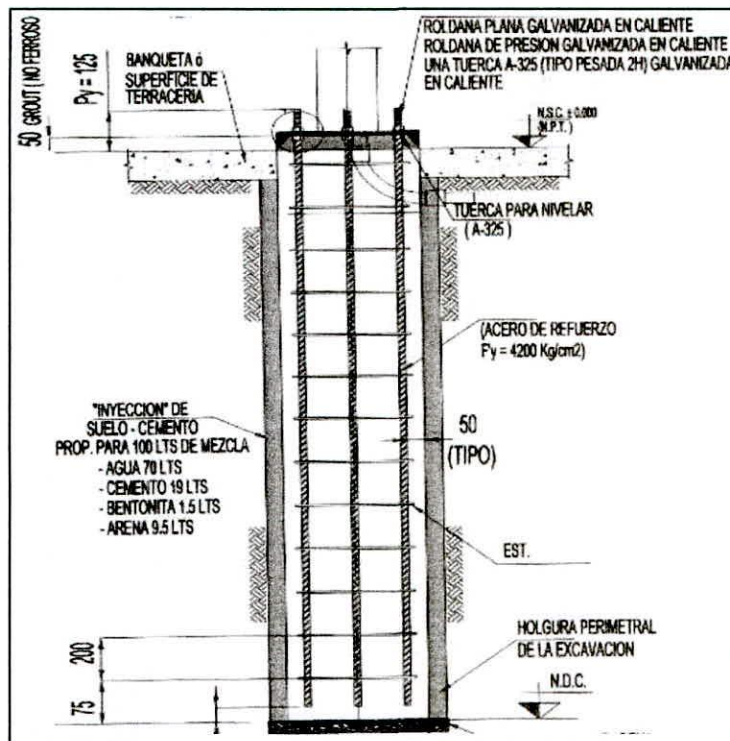 ROLDANA PLANA GALVANIZADA EN CALIENTE
ROLDANA DE PRESION GALVANIZADA EN CALIENTE
UNA TUERCA A-325 (TIPO PESADA 2H) GALVANIZADA
EN CALIENTE
50 GROUT ( NO FERROSO
Py = 125
BANQUETA ó
SUPERFICIE DE
TERRACERIA
N.S.C. ± 0.000
(N.P.T.)
TUERCA PARA NIVELAR
( A-325 )
(ACERO DE REFUERZO
F'y = 4200 Kg/cm2)
"INYECCION" DE
SUELO - CEMENTO
PROP. PARA 100 LTS DE MEZCLA
- AGUA 70 LTS
- CEMENTO 19 LTS
- BENTONITA 1.5 LTS
- ARENA 9.5 LTS
50
(TIPO)
EST.
200
75
HOLGURA PERIMETRAL
DE LA EXCAVACION
N.D.C.